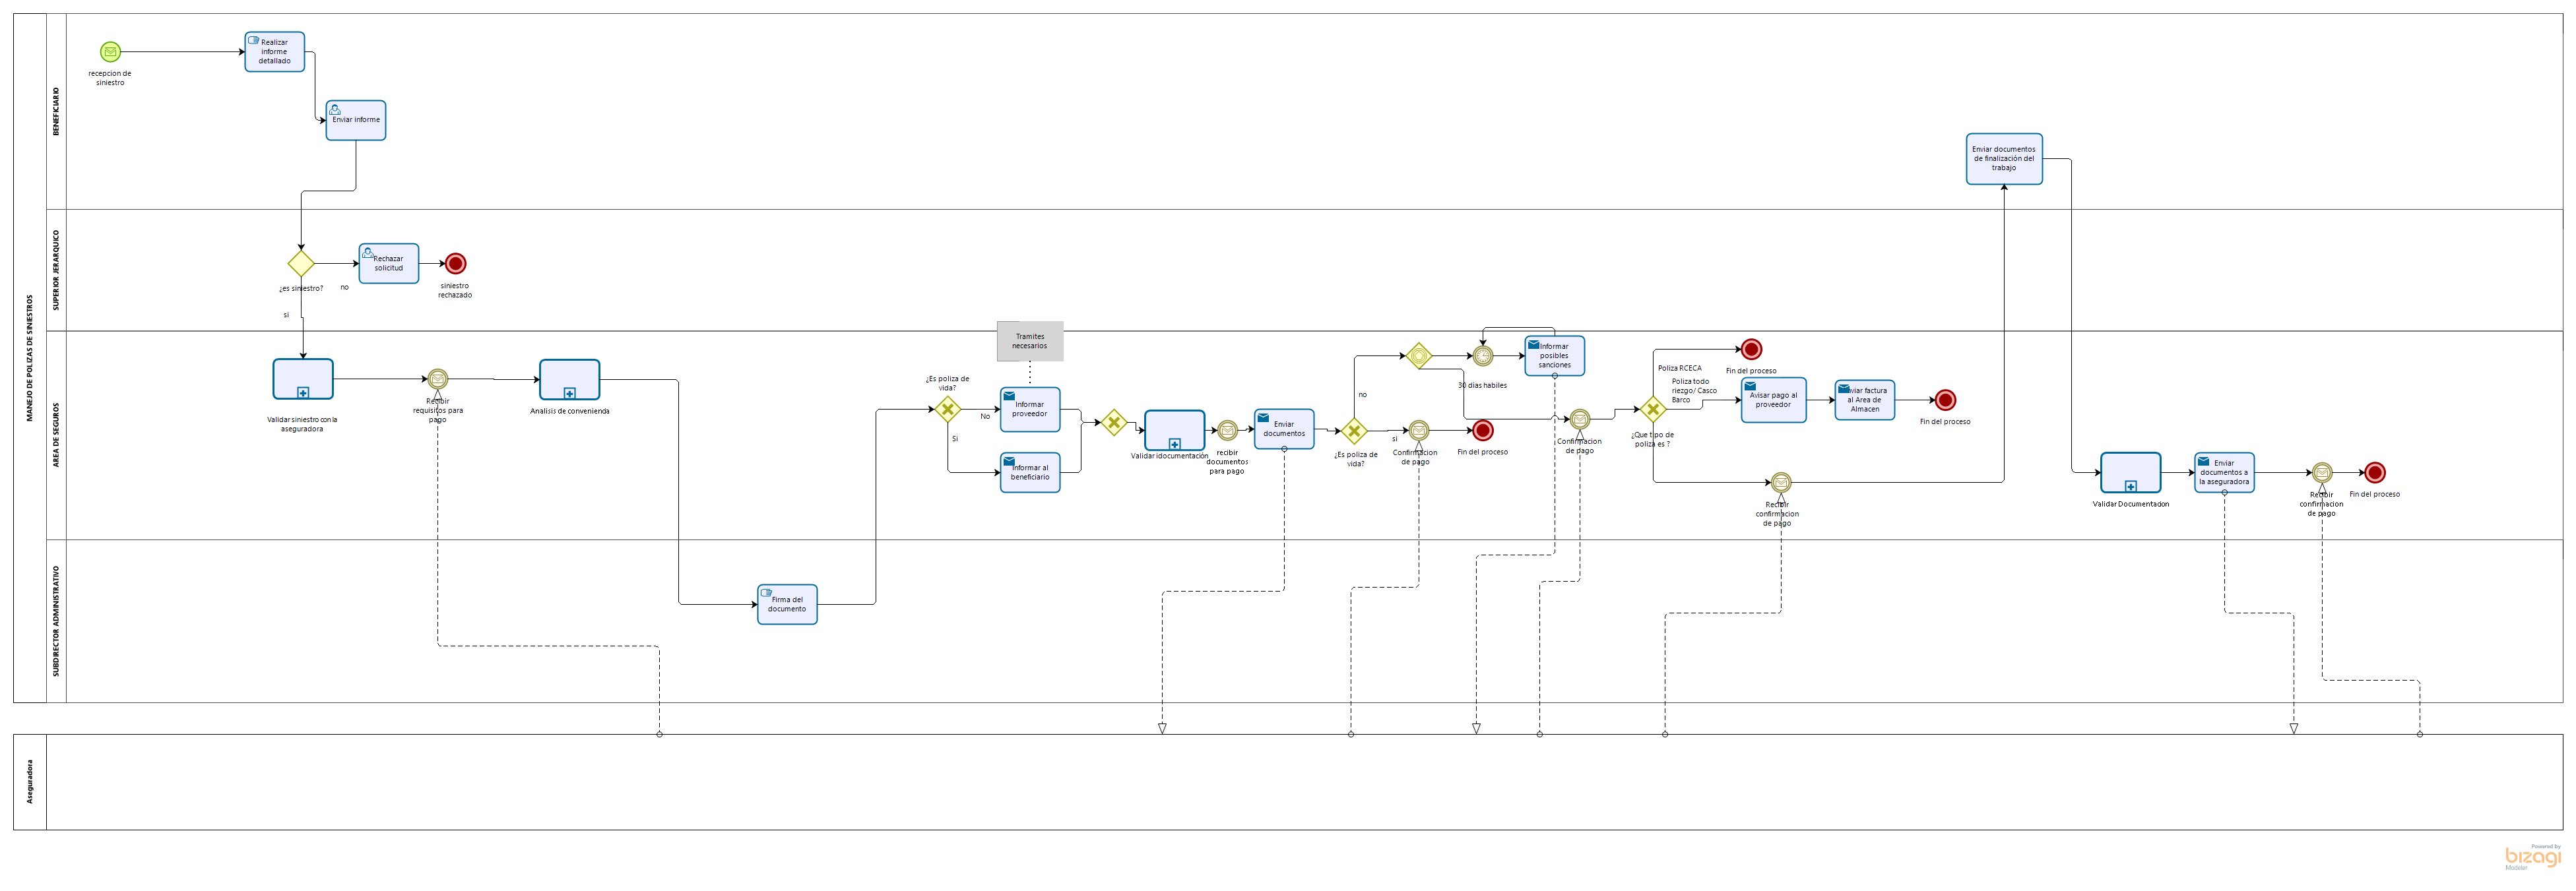 MANEJO DE POLIZAS DE SINIESTROS
BENEFICIARIO
recepcion de
siniestro
Realizar
informe
detallado
Enviar informe
Enviar documentos
de finalización del
trabajo
SUPERIOR JERARQUICO
¿es siniestro?
no
si
Rechazar
solicitud
siniestro
rechazado
AREA DE SEGUROS
Validar siniestro con la
aseguradora
Recibir
requisitos para
pago
Analisis de convenienda
¿Es poliza de
vida?
No
Si
Tramites
necesarios
Informar
proveedor
Informar al
beneficiario
Validar idocumentación
recibir
documentos
para pago
Enviar
documentos
¿Es poliza de
vida?
no
si
Confirmacion
de pago
Fin del proceso
30 dias habiles
Informar
posibles
sanciones
Confirmacion
de pago
¿Que tipo de
poliza es ?
Poliza RCECA
Poliza todo
riezgo/ Casco
Barco
Fin del proceso
Avisar pago al
proveedor
Enviar factura
al Area de
Almacen
Fin del proceso
Recibir
confirmacion
de pago
Validar Documentadon
Enviar
documentos a
la aseguradora
Recibir
confirmacion
de pago
Fin del proceso
SUBDIRECTOR ADMINISTRATIVO
Firma del
documento
Aseguradora
Powered by
bizagi
Modeler